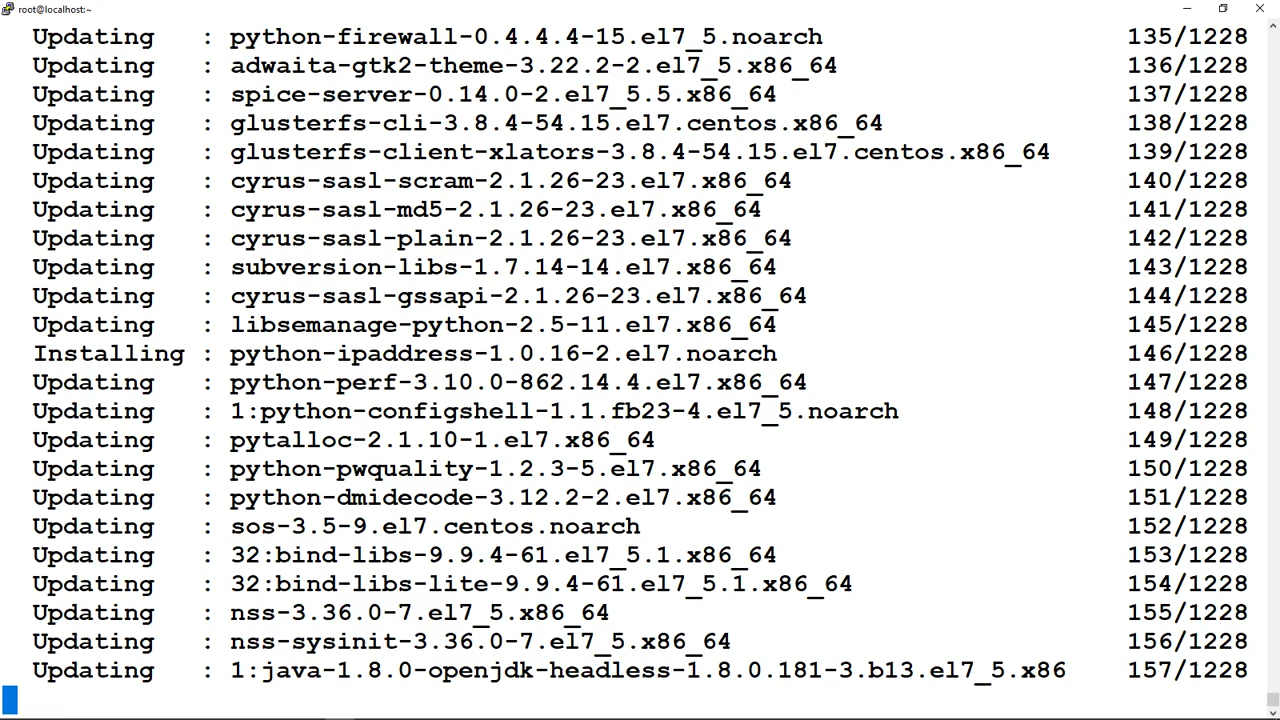 root@localhost:~
Updating : python-firewall-0.4.4.4-15.el7_5.noarch 135/1228
Updating : adwaita-gtk2-theme-3.22.2-2.el7_5.x86_64 136/1228
Updating : spice-server-0.14.0-2.el7_5.5.x86_64 137/1228
Updating : glusterfs-cli-3.8.4-54.15.el7.centos.x86_64 138/1228
Updating : glusterfs-client-xlators-3.8.4-54.15.el7.centos.x86_64 139/1228
Updating : cyrus-sasl-scram-2.1.26-23.el7.x86_64 140/1228
Updating : cyrus-sasl-md5-2.1.26-23.el7.x86_64 141/1228
Updating : cyrus-sasl-plain-2.1.26-23.el7.x86_64 142/1228
Updating : subversion-libs-1.7.14-14.el7.x86_64 143/1228
Updating : cyrus-sasl-gssapi-2.1.26-23.el7.x86_64 144/1228
Updating : libsemanage-python-2.5-11.el7.x86_64 145/1228
Installing : python-ipaddress-1.0.16-2.el7.noarch 146/1228
Updating : python-perf-3.10.0-862.14.4.el7.x86_64 147/1228
Updating : 1:python-configshell-1.1.fb23-4.el7_5.noarch 148/1228
Updating : pytalloc-2.1.10-1.el7.x86_64 149/1228
Updating : python-pwquality-1.2.3-5.el7.x86_64 150/1228
Updating : python-dmidecode-3.12.2-2.el7.x86_64 151/1228
Updating : sos-3.5-9.el7.centos.noarch 152/1228
Updating : 32:bind-libs-9.9.4-61.el7_5.1.x86_64 153/1228
Updating : 32:bind-libs-lite-9.9.4-61.el7_5.1.x86_64 154/1228
Updating : nss-3.36.0-7.el7_5.x86_64 155/1228
Updating : nss-sysinit-3.36.0-7.el7_5.x86_64 156/1228
Updating : 1:java-1.8.0-openjdk-headless-1.8.0.181-3.b13.el7_5.x86 157/1228